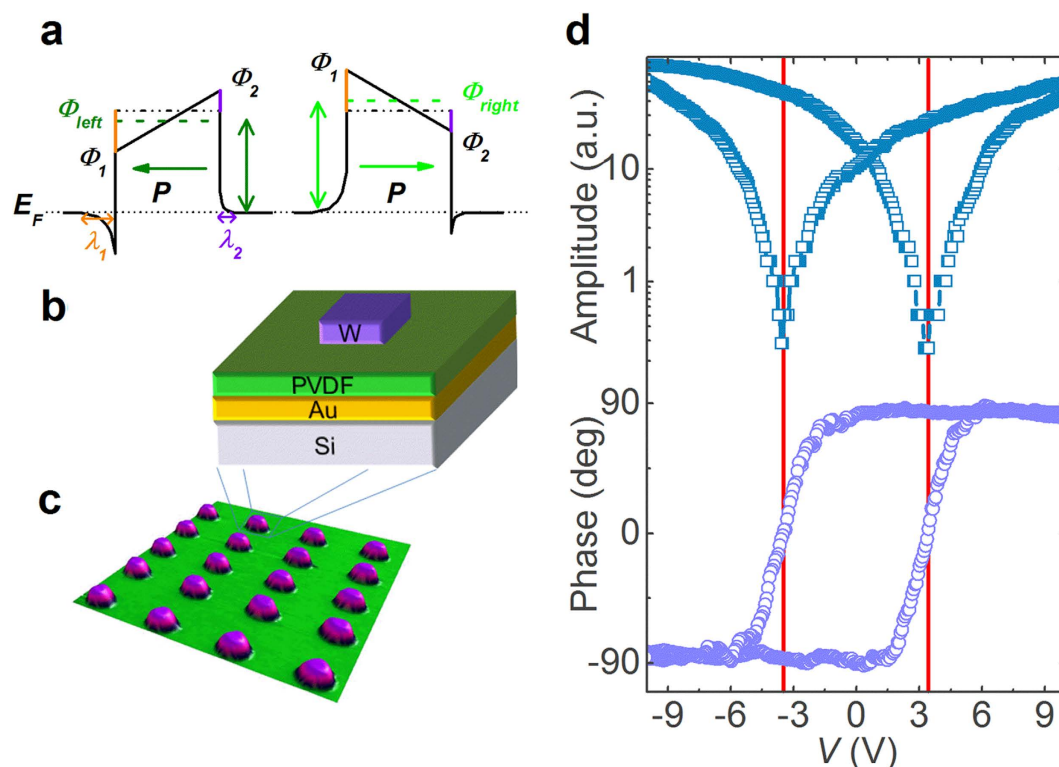 a
Φ1
Φ2
Φleft
Φ1
P
EF
λ1
λ2
Φ1
Φright
Φ2
P
b
W
PVDF
Au
Si
c
d
Amplitude (a.u.)
10
1
Phase (deg)
90
0
-90
-9 -6 -3 0 3 6 9
V (V)